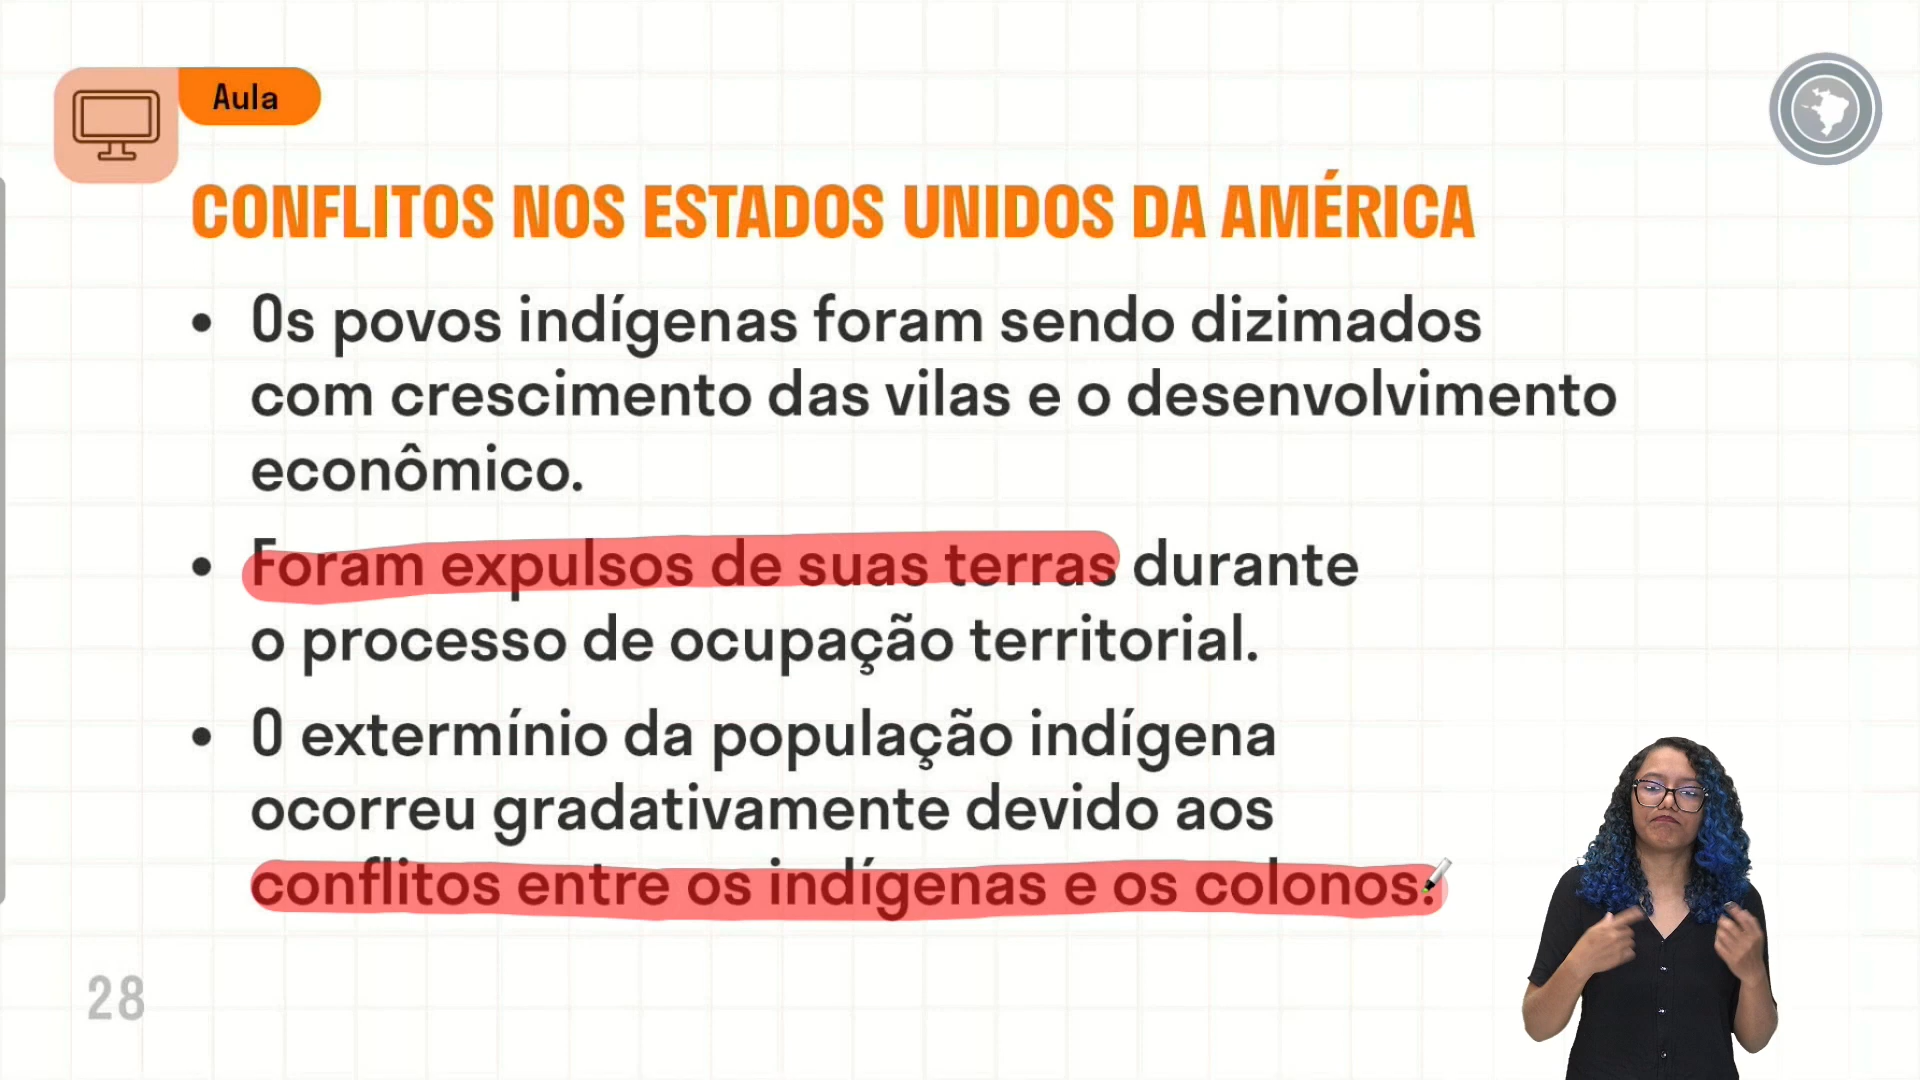 Aula
CONFLITOS NOS ESTADOS UNIDOS DA AMÉRICA
• Os povos indígenas foram sendo dizimados
com crescimento das vilas e o desenvolvimento
econômico.
• Foram expulsos de suas terras durante
o processo de ocupação territorial.
• O extermínio da população indígena
ocorreu gradativamente devido aos
conflitos entre os indígenas e os colonos.
28